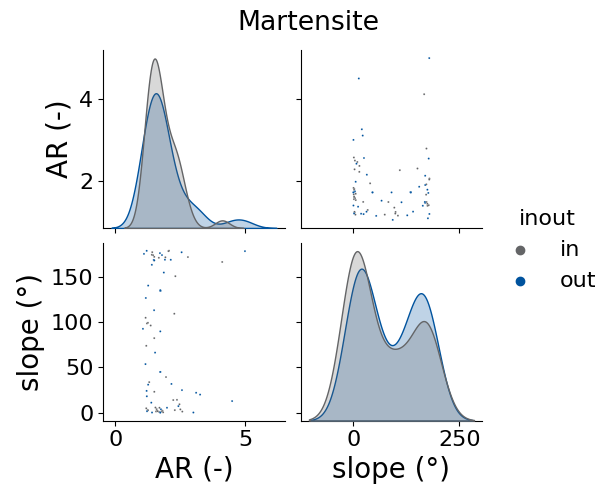 Martensite
AR (-)
4
2
inout
in
out
slope (°)
150
100
50
0
0
5
0
250
AR (-)
slope (°)